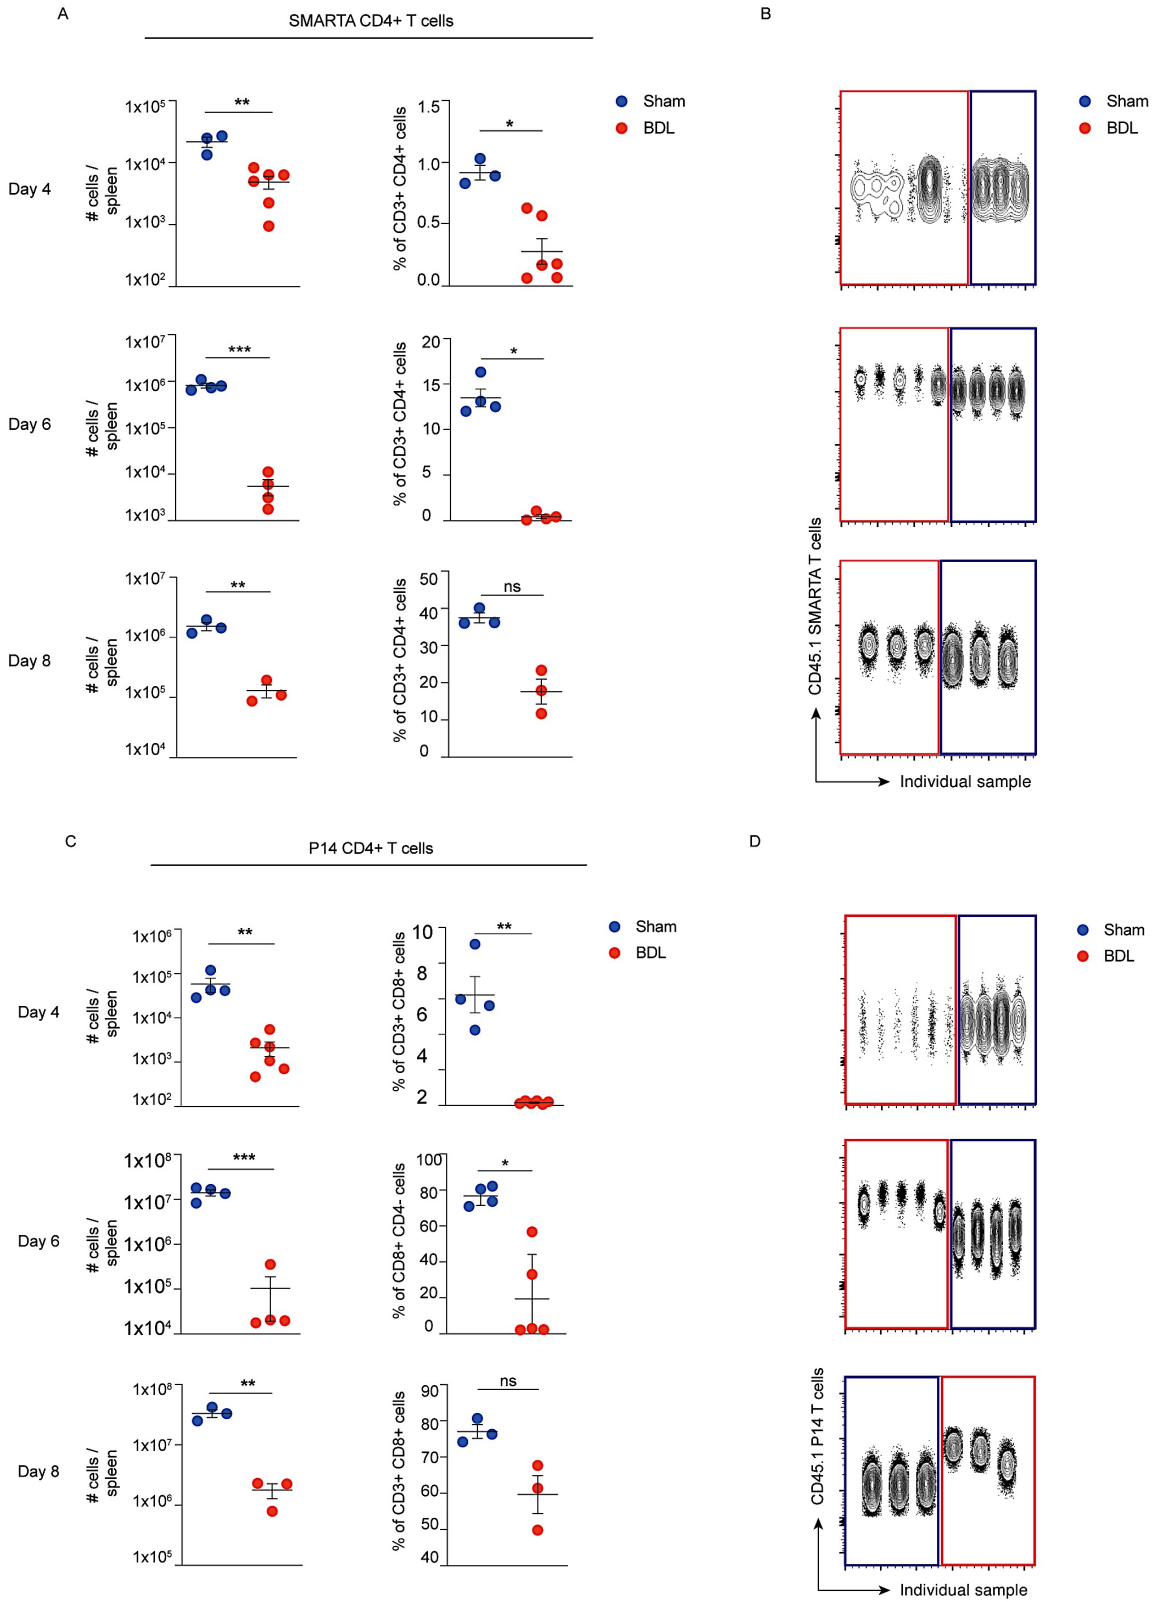 A
SMARTA CD4+ T cells
B
Day 4
# cells /
spleen
1x10⁵
1x10⁴
1x10³
1x10²
**
% of CD3+ CD4+ cells
1.5
1.0
0.5
0.0
*
Sham
BDL
Sham
BDL
Day 6
# cells /
spleen
1x10⁷
1x10⁶
1x10⁵
1x10⁴
1x10³
***
% of CD3+ CD4+ cells
20
15
10
5
0
*
Day 8
# cells /
spleen
1x10⁷
1x10⁶
1x10⁵
1x10⁴
**
% of CD3+ CD4+ cells
50
40
30
20
10
0
ns
CD45.1 SMARTA T cells
Individual sample
C
P14 CD4+ T cells
D
Day 4
# cells /
spleen
1x10⁶
1x10⁵
1x10⁴
1x10³
1x10²
**
% of CD3+ CD8+ cells
10
8
6
4
2
**
Sham
BDL
Sham
BDL
Day 6
# cells /
spleen
1x10⁸
1x10⁷
1x10⁶
1x10⁵
1x10⁴
***
% of CD8+ CD4- cells
100
80
60
40
20
0
*
Day 8
# cells /
spleen
1x10⁸
1x10⁷
1x10⁶
1x10⁵
**
% of CD3+ CD8+ cells
90
80
70
60
50
40
ns
CD45.1 P14 T cells
Individual sample